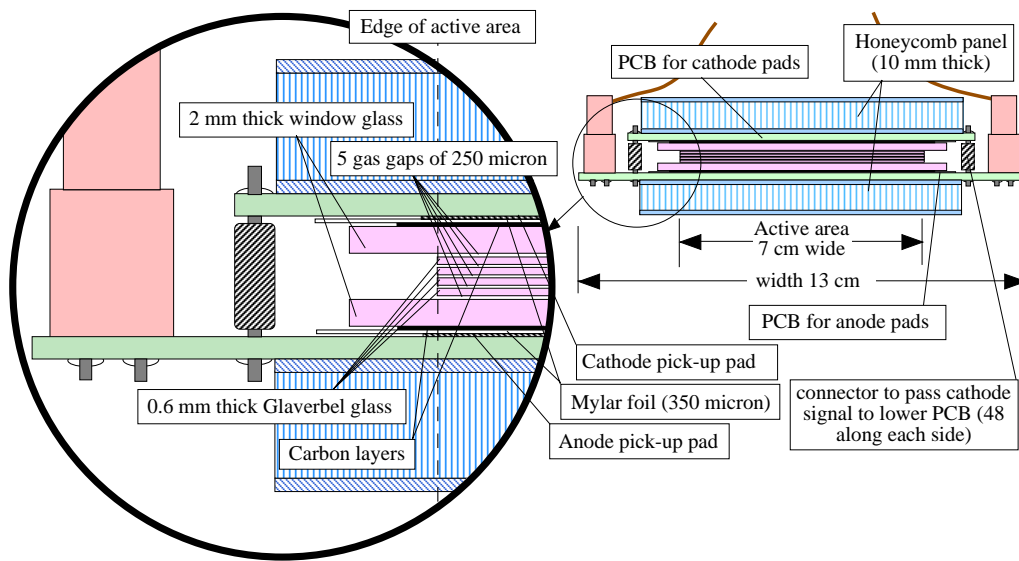 Edge of active area
2 mm thick window glass
5 gas gaps of 250 micron
0.6 mm thick Glaverbel glass
Carbon layers
Anode pick-up pad
Mylar foil (350 micron)
Cathode pick-up pad
PCB for cathode pads
Honeycomb panel
(10 mm thick)
Active area
7 cm wide
width 13 cm
PCB for anode pads
connector to pass cathode
signal to lower PCB (48
along each side)